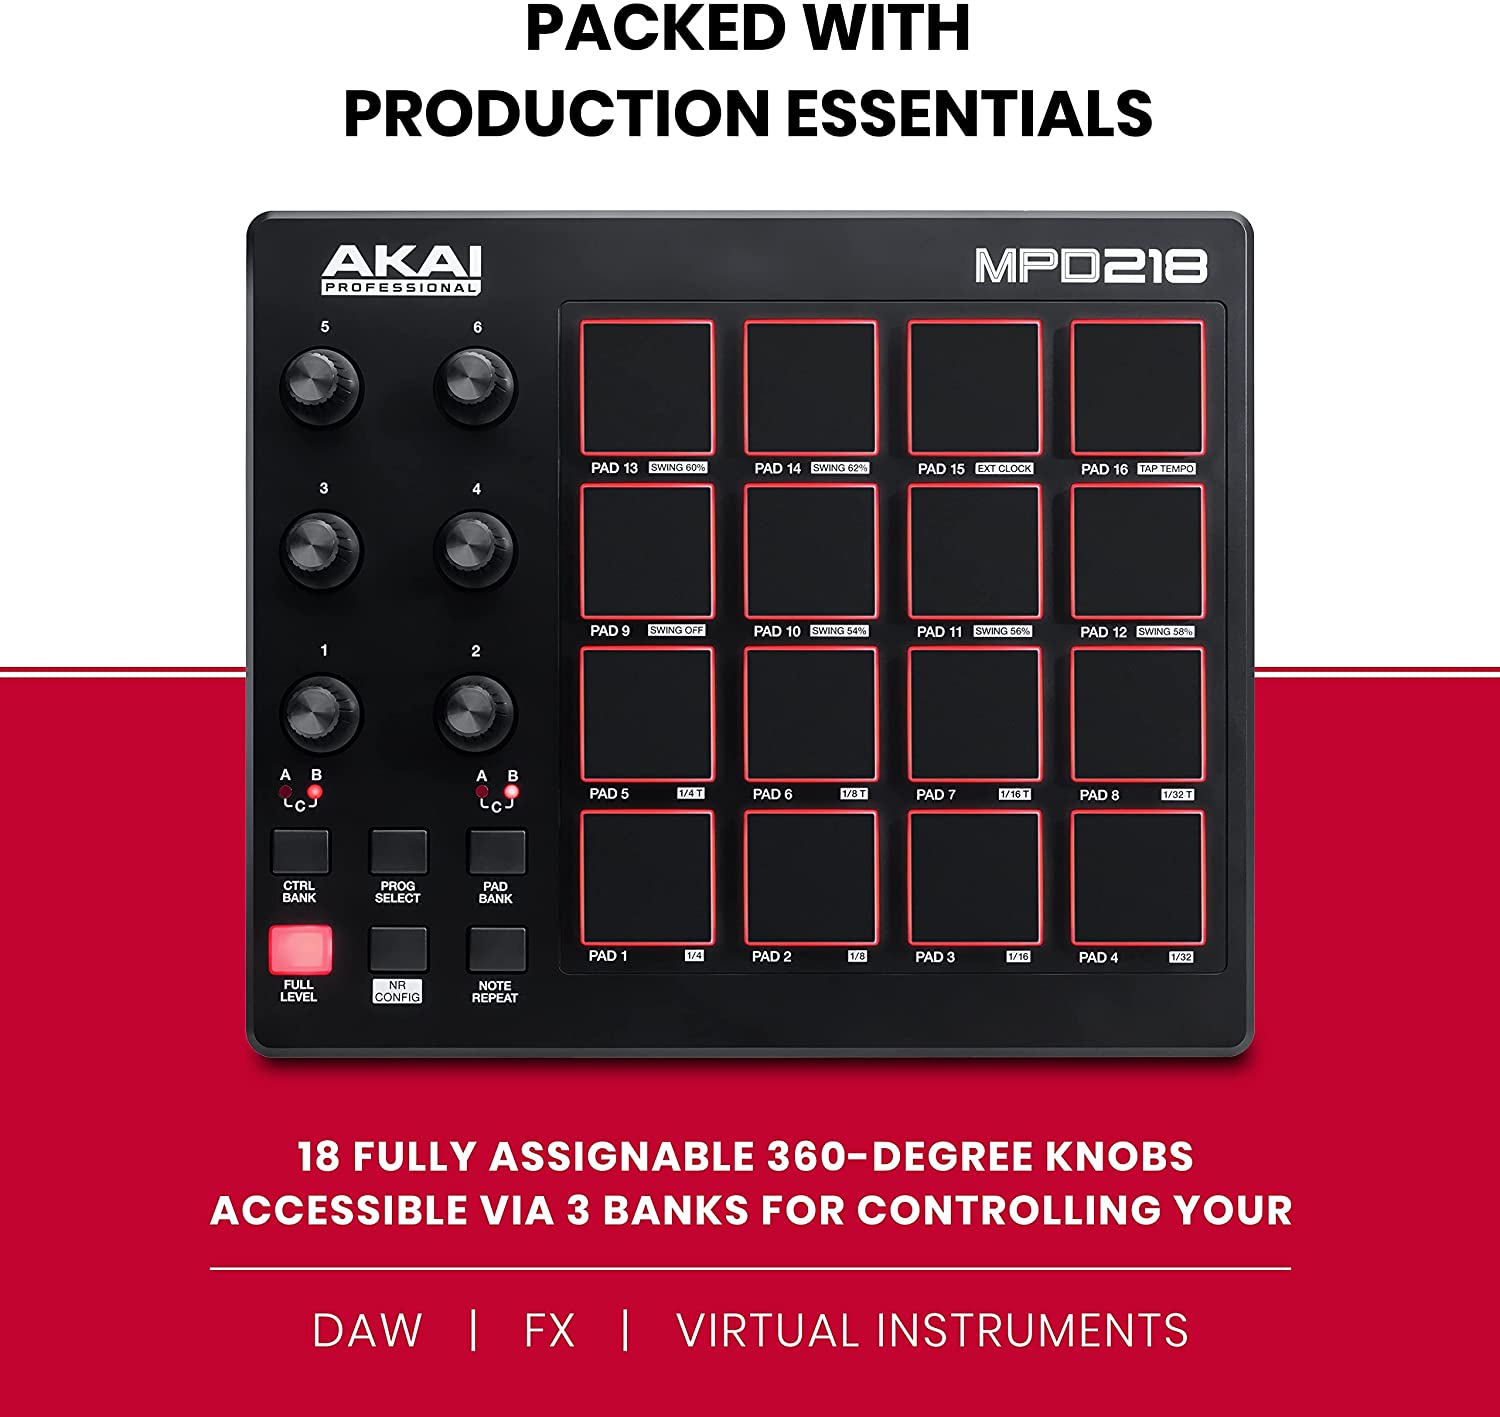 PACKED WITH
PRODUCTION ESSENTIALS
AKAI
PROFESSIONAL
MPD218
5 6
PAD 13 SWING 60% PAD 14 SWING 62% PAD 15 EXT CLOCK PAD 16 TAP TEMPO
3 4
PAD 9 SWING OFF PAD 10 SWING 54% PAD 11 SWING 56% PAD 12 SWING 58%
1 2
A B A B
C C
PAD 5 1/4 T PAD 6 1/8 T PAD 7 1/16 T PAD 8 1/32 T
CTRL
BANK
PROG
SELECT
PAD
BANK
PAD 1 1/4 PAD 2 1/8 PAD 3 1/16 PAD 4 1/32
FULL
LEVEL
NR
CONFIG
NOTE
REPEAT
18 FULLY ASSIGNABLE 360-DEGREE KNOBS
ACCESSIBLE VIA 3 BANKS FOR CONTROLLING YOUR
DAW | FX | VIRTUAL INSTRUMENTS